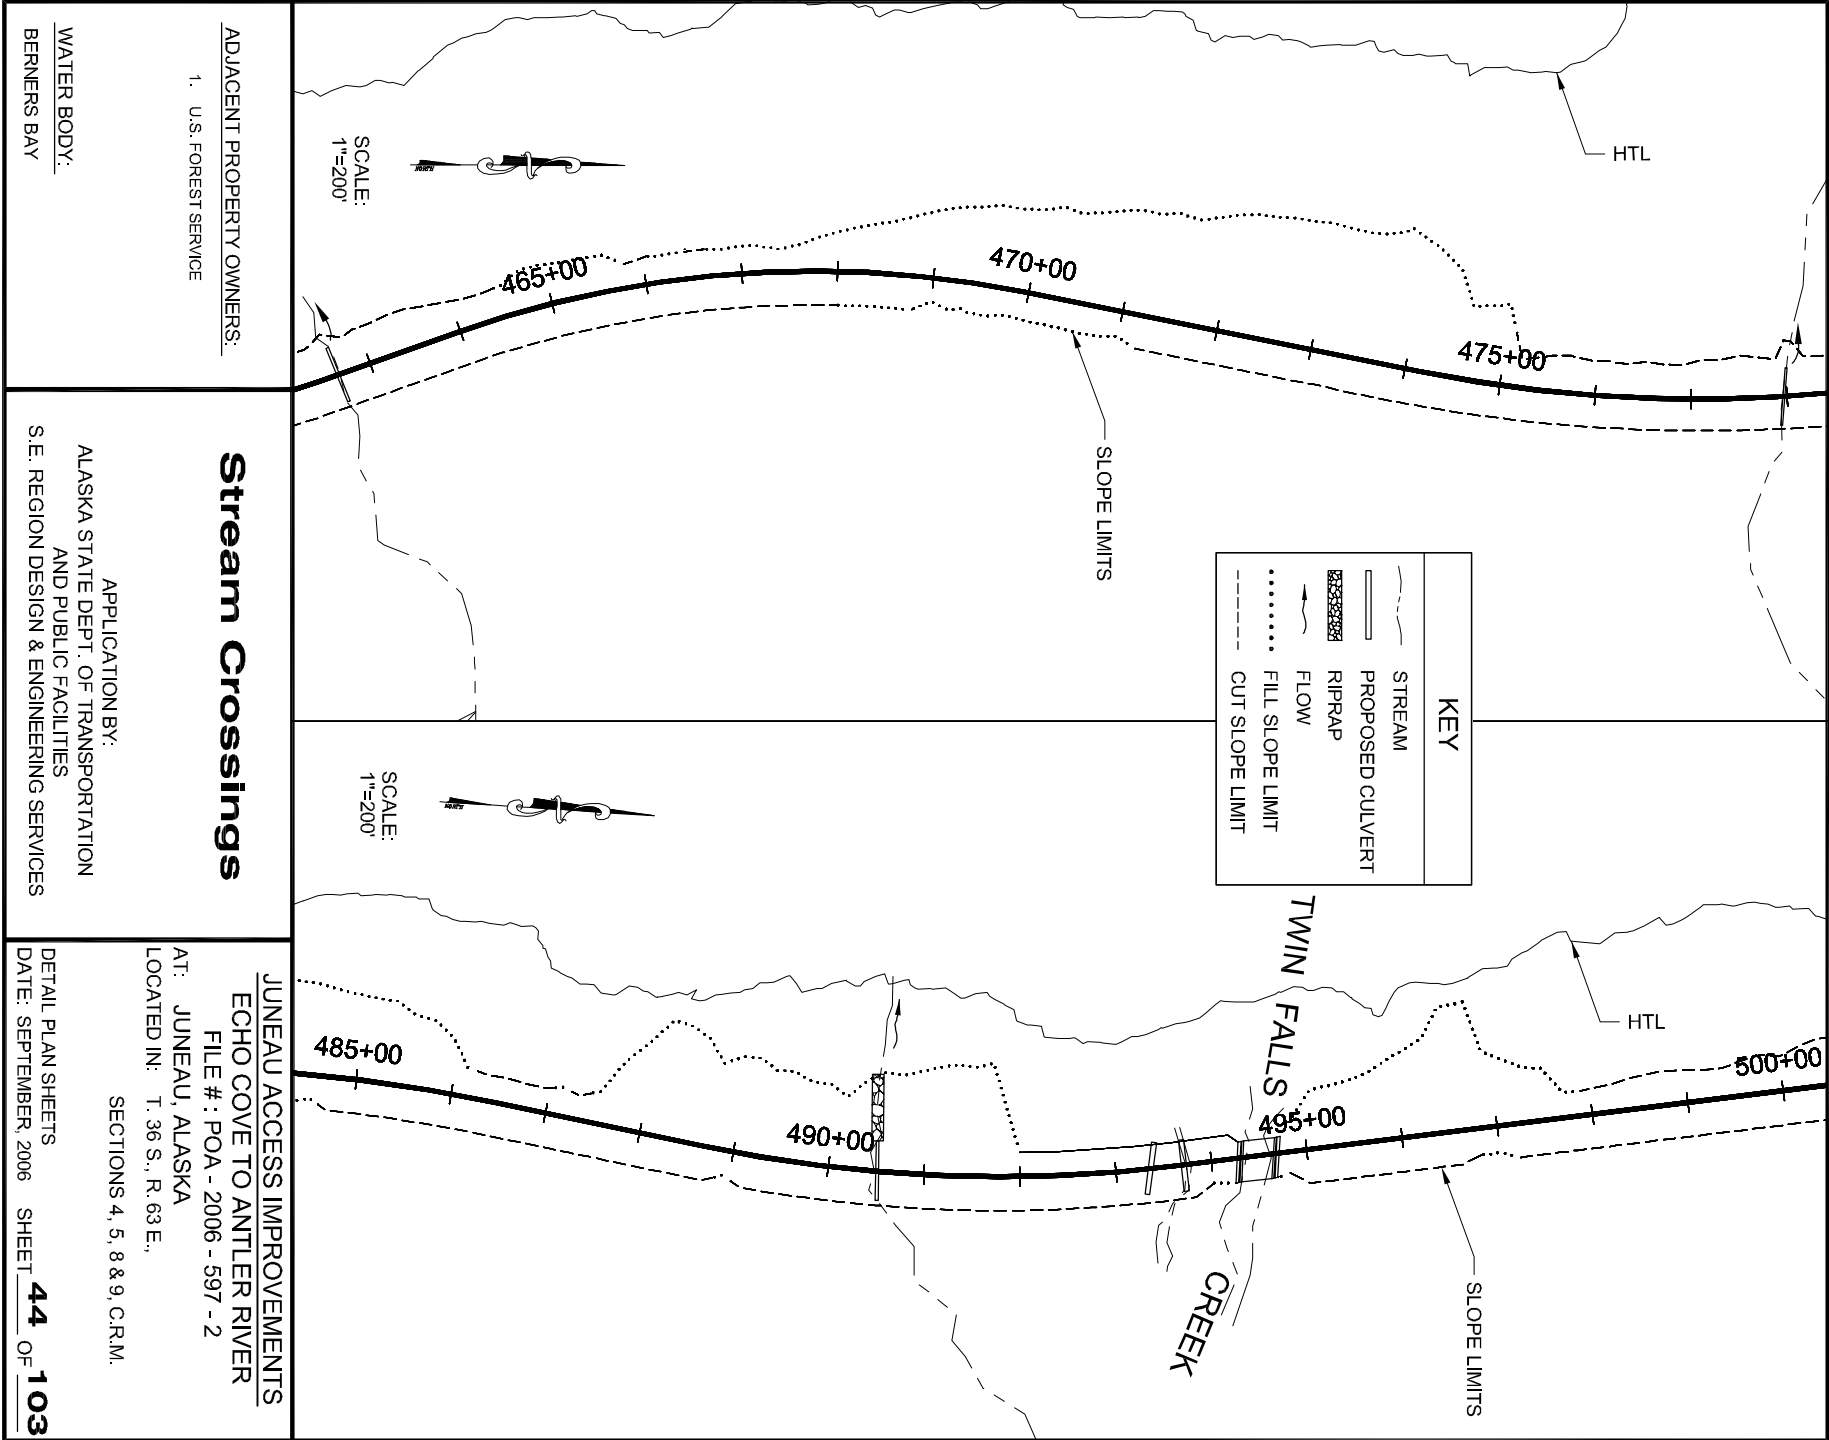 HTL
SCALE:
1"=200'
NORTH
465+00
470+00
475+00
SLOPE LIMITS
KEY
STREAM
PROPOSED CULVERT
RIPRAP
FLOW
FILL SLOPE LIMIT
CUT SLOPE LIMIT
SCALE:
1"=200'
NORTH
TWIN FALLS
CREEK
HTL
485+00
490+00
495+00
500+00
SLOPE LIMITS
ADJACENT PROPERTY OWNERS:
1. U.S. FOREST SERVICE
WATER BODY:
BERNERS BAY
Stream Crossings
APPLICATION BY:
ALASKA STATE DEPT. OF TRANSPORTATION
AND PUBLIC FACILITIES
S.E. REGION DESIGN & ENGINEERING SERVICES
JUNEAU ACCESS IMPROVEMENTS
ECHO COVE TO ANTLER RIVER
FILE # : POA - 2006 - 597 - 2
AT: JUNEAU, ALASKA
LOCATED IN: T. 36 S., R. 63 E.,
SECTIONS 4, 5, 8 & 9, C.R.M.
DETAIL PLAN SHEETS
DATE: SEPTEMBER, 2006 SHEET 44 OF 103